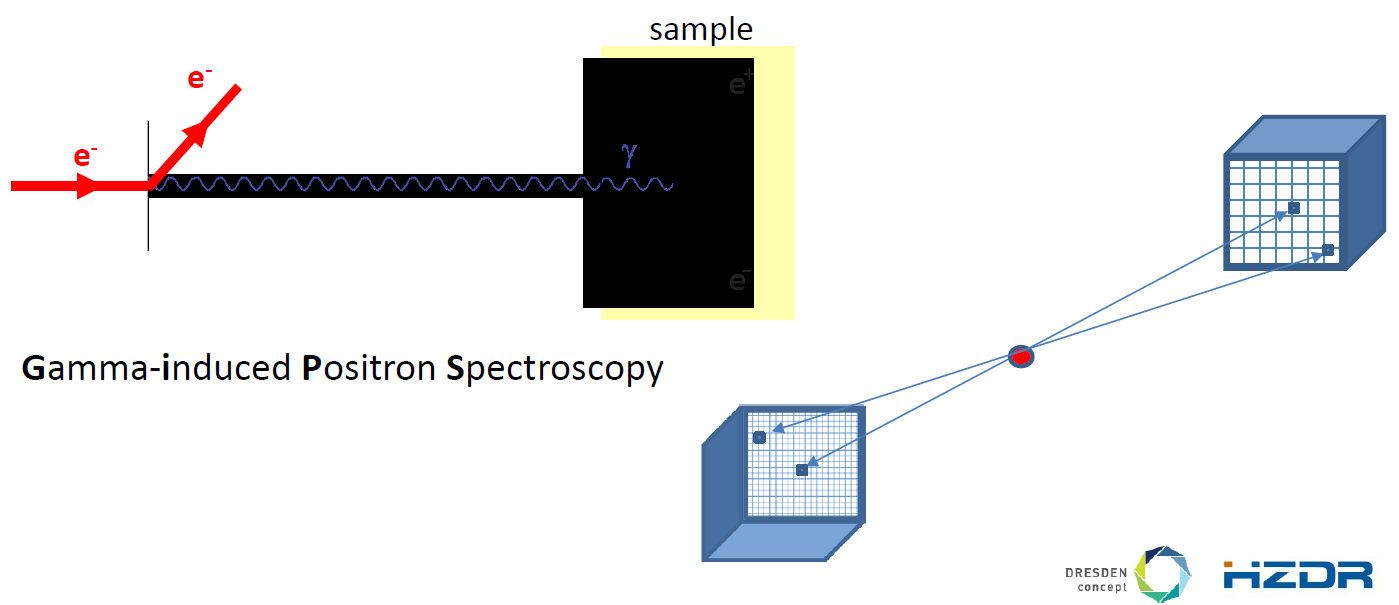 sample
e⁺
e⁻
e⁻
γ
e⁻
Gamma-induced Positron Spectroscopy
DRESDEN
concept
HZDR